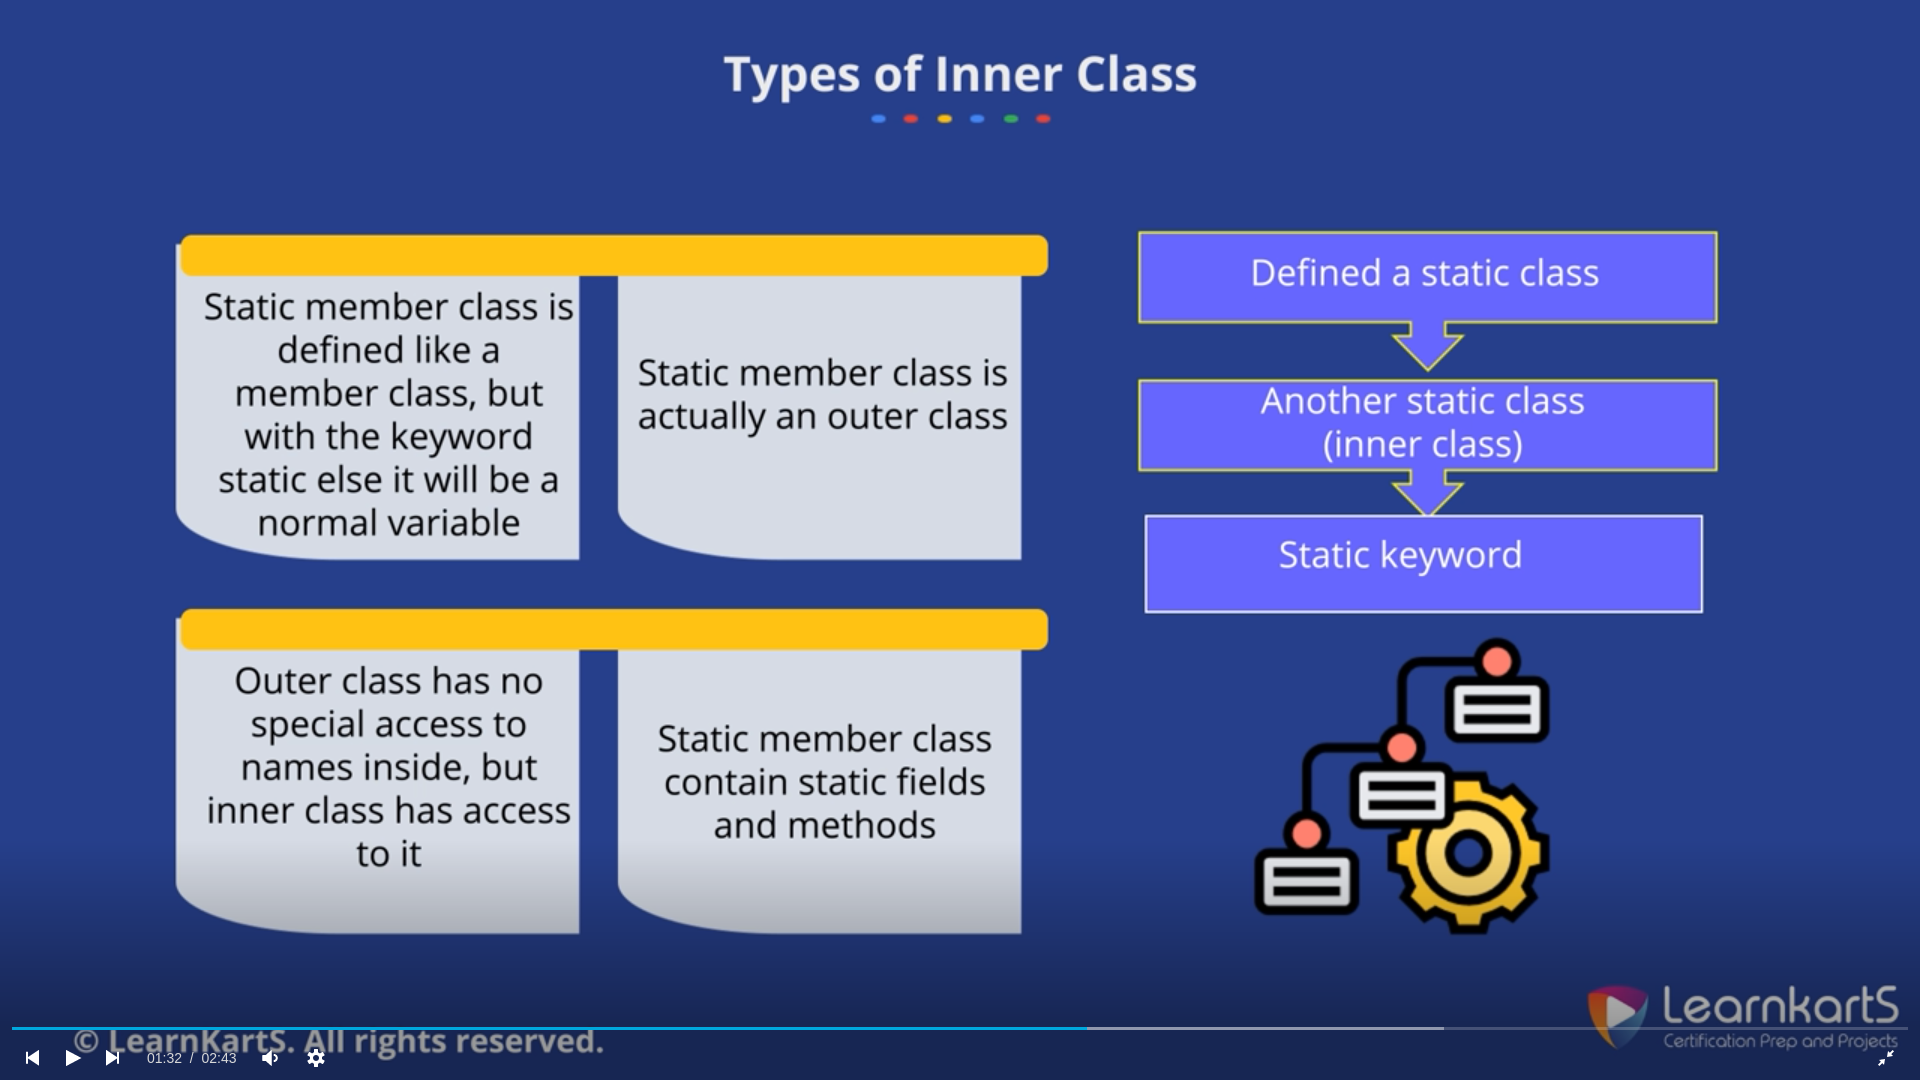 Types of Inner Class
Static member class is
defined like a
member class, but
with the keyword
static else it will be a
normal variable
Static member class is
actually an outer class
Outer class has no
special access to
names inside, but
inner class has access
to it
Static member class
contain static fields
and methods
Defined a static class
Another static class
(inner class)
Static keyword
LearnkartS
Certification Prep and Projects
© LearnKartS. All rights reserved.
01:32 / 02:43